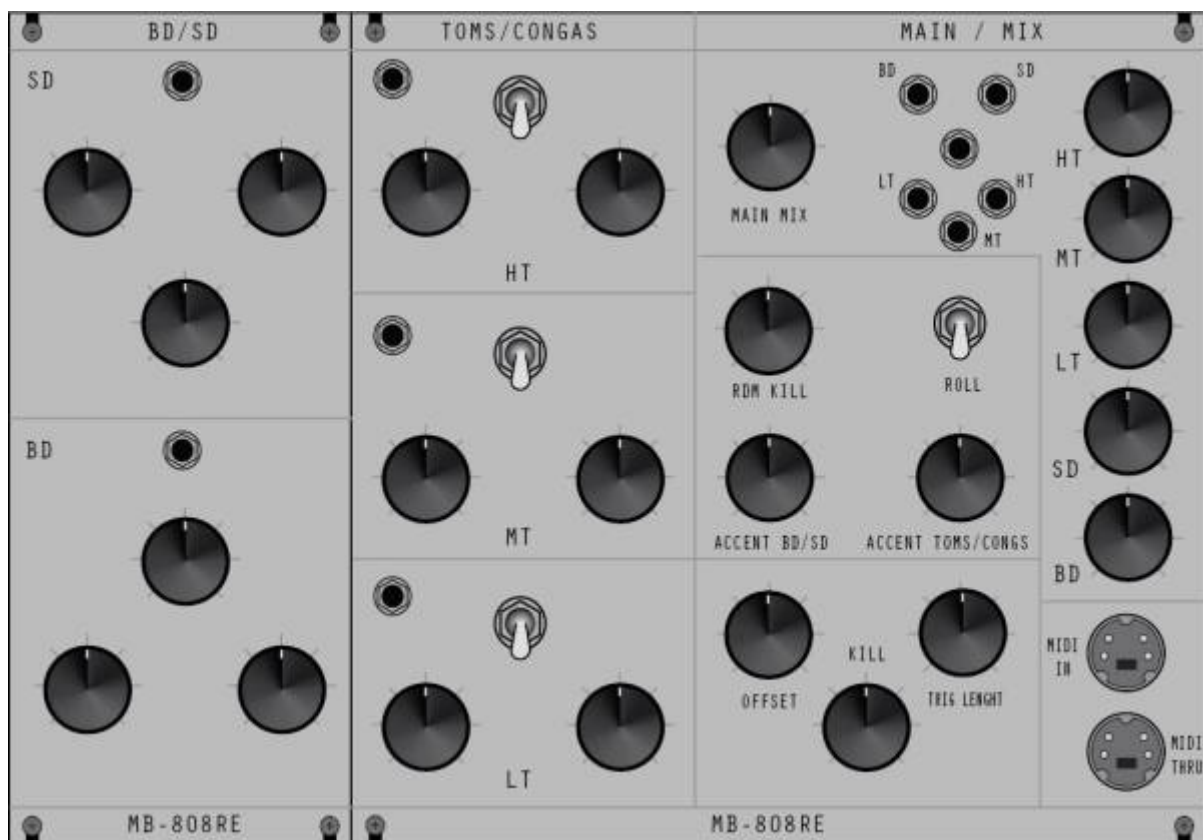 BD/SD
TOMS/CONGAS
MAIN / MIX
SD
BD
SD
HT
LT
HT
MAIN MIX
MT
MT
HT
RDM KILL
ROLL
LT
BD
SD
MT
ACCENT BD/SD
ACCENT TOMS/CONGS
BD
KILL
MIDI
IN
OFFSET
TRIG LENGHT
LT
MIDI
THRU
MB-808RE
MB-808RE